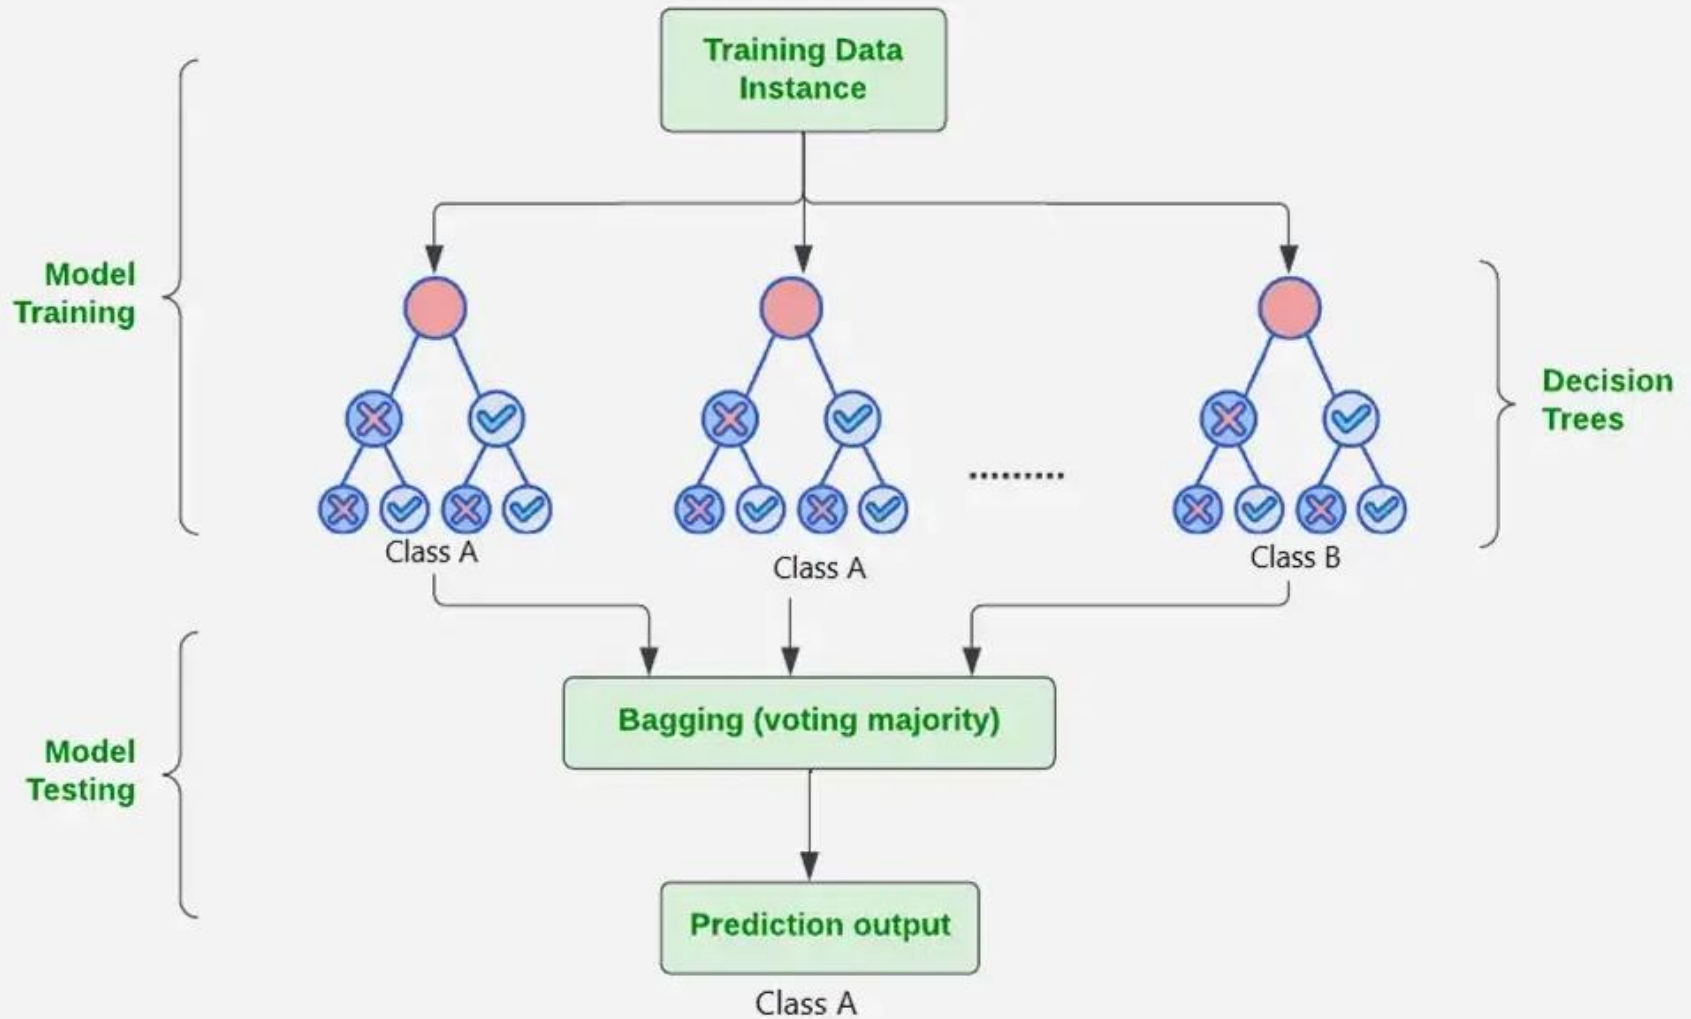 Training Data
Instance
Model
Training
Decision
Trees
.........
Class A
Class A
Class B
Bagging (voting majority)
Model
Testing
Prediction output
Class A